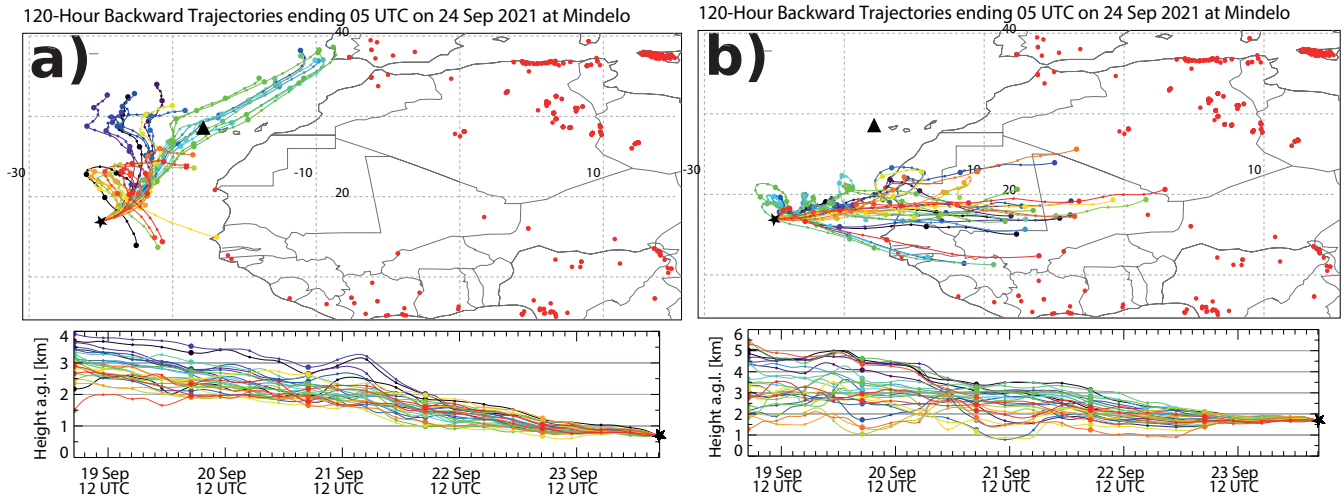 120-Hour Backward Trajectories ending 05 UTC on 24 Sep 2021 at Mindelo
a)
40
-30
-10
10
20
4
3
2
1
0
Height a.g.l. [km]
19 Sep
12 UTC
20 Sep
12 UTC
21 Sep
12 UTC
22 Sep
12 UTC
23 Sep
12 UTC
120-Hour Backward Trajectories ending 05 UTC on 24 Sep 2021 at Mindelo
b)
40
-30
-10
10
20
6
5
4
3
2
1
0
Height a.g.l. [km]
19 Sep
12 UTC
20 Sep
12 UTC
21 Sep
12 UTC
22 Sep
12 UTC
23 Sep
12 UTC